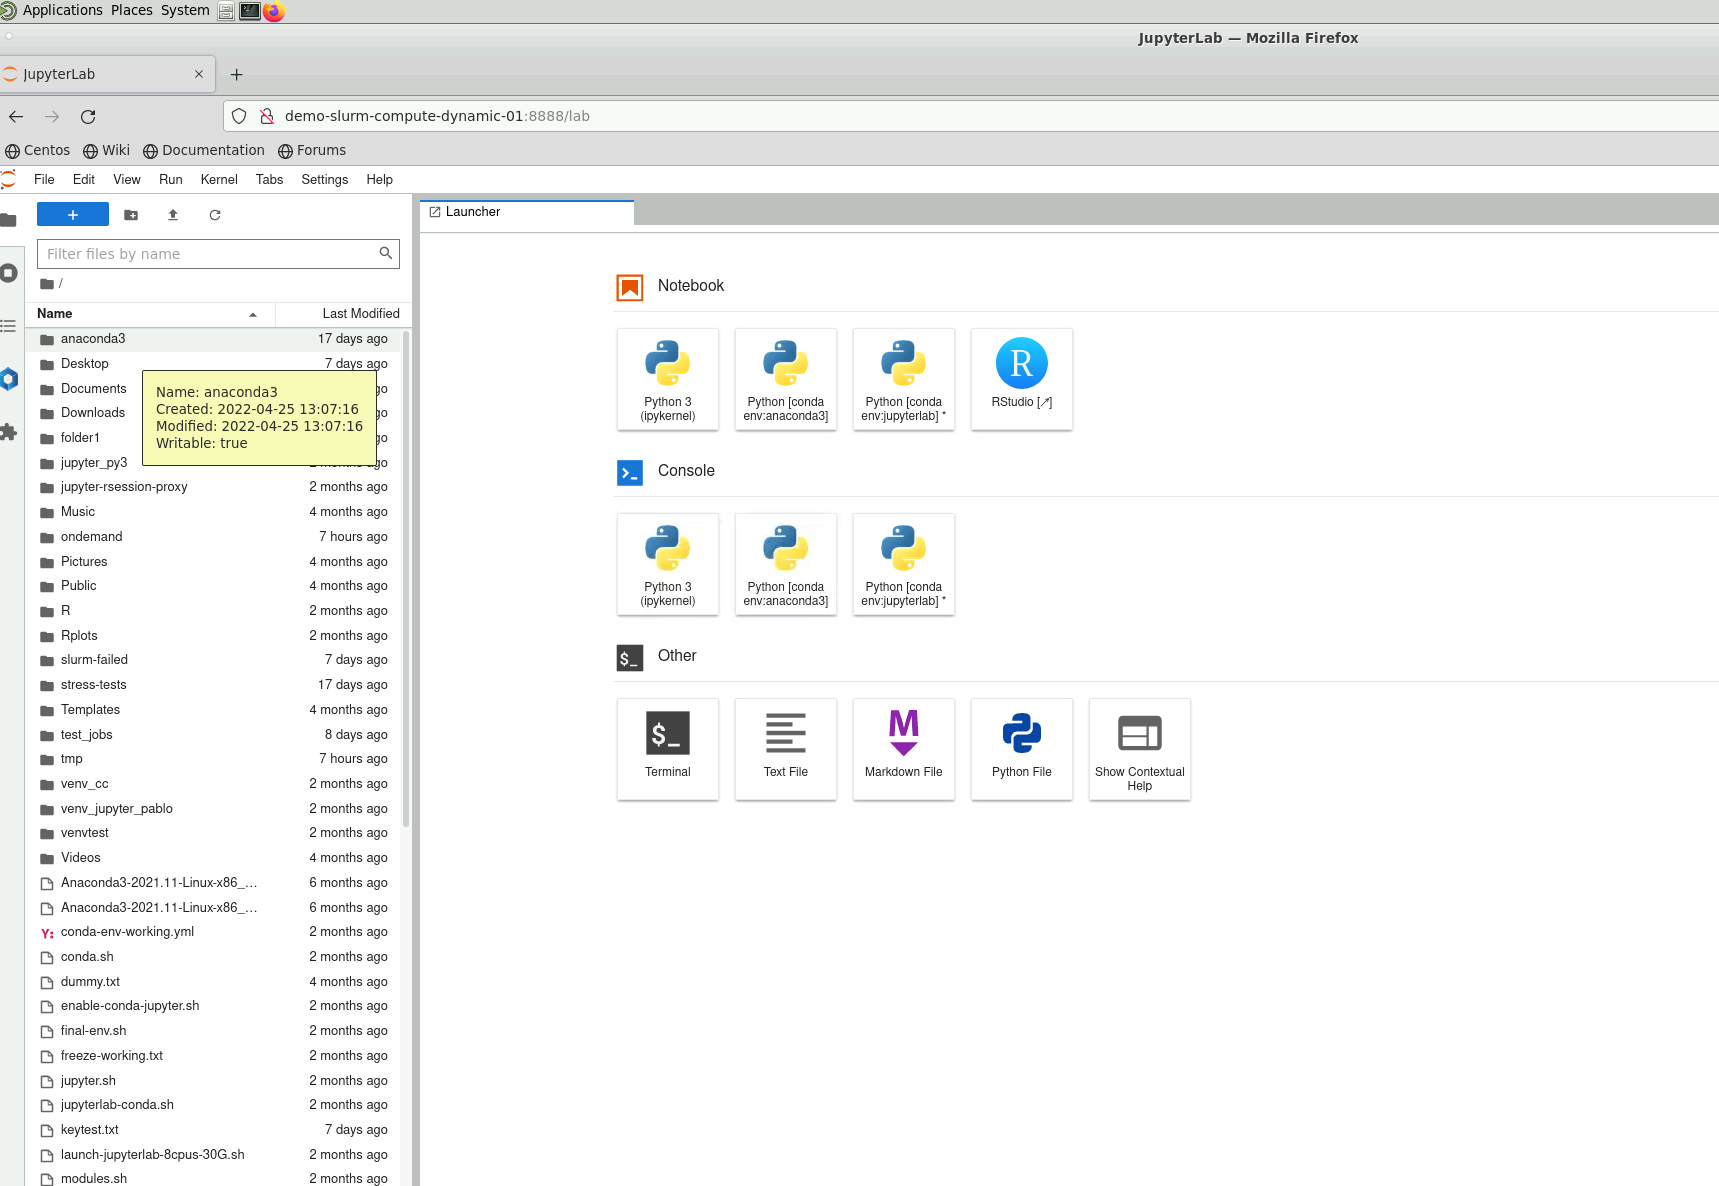 Applications Places System
JupyterLab — Mozilla Firefox
JupyterLab
demo-slurm-compute-dynamic-01:8888/lab
Centos Wiki Documentation Forums
File Edit View Run Kernel Tabs Settings Help
Launcher
Filter files by name
/
Name Last Modified
anaconda3 17 days ago
Desktop 7 days ago
Documents go
Downloads go
folder1 go
jupyter_py3 go
Name: anaconda3
Created: 2022-04-25 13:07:16
Modified: 2022-04-25 13:07:16
Writable: true
jupyter-rsession-proxy 2 months ago
Music 4 months ago
ondemand 7 hours ago
Pictures 4 months ago
Public 4 months ago
R 2 months ago
Rplots 2 months ago
slurm-failed 7 days ago
stress-tests 17 days ago
Templates 4 months ago
test_jobs 8 days ago
tmp 7 hours ago
venv_cc 2 months ago
venv_jupyter_pablo 2 months ago
venvtest 2 months ago
Videos 4 months ago
Anaconda3-2021.11-Linux-x86_... 6 months ago
Anaconda3-2021.11-Linux-x86_... 6 months ago
Y: conda-env-working.yml 2 months ago
conda.sh 2 months ago
dummy.txt 4 months ago
enable-conda-jupyter.sh 2 months ago
final-env.sh 2 months ago
freeze-working.txt 2 months ago
jupyter.sh 2 months ago
jupyterlab-conda.sh 2 months ago
keytest.txt 7 days ago
launch-jupyterlab-8cpus-30G.sh 2 months ago
modules.sh 2 months ago
Notebook
Python 3
(ipykernel)
Python [conda
env:anaconda3]
Python [conda
env:jupyterlab] *
R
RStudio [↗]
Console
Python 3
(ipykernel)
Python [conda
env:anaconda3]
Python [conda
env:jupyterlab] *
$_ Other
$_
Terminal
Text File
M
Markdown File
Python File
Show Contextual
Help